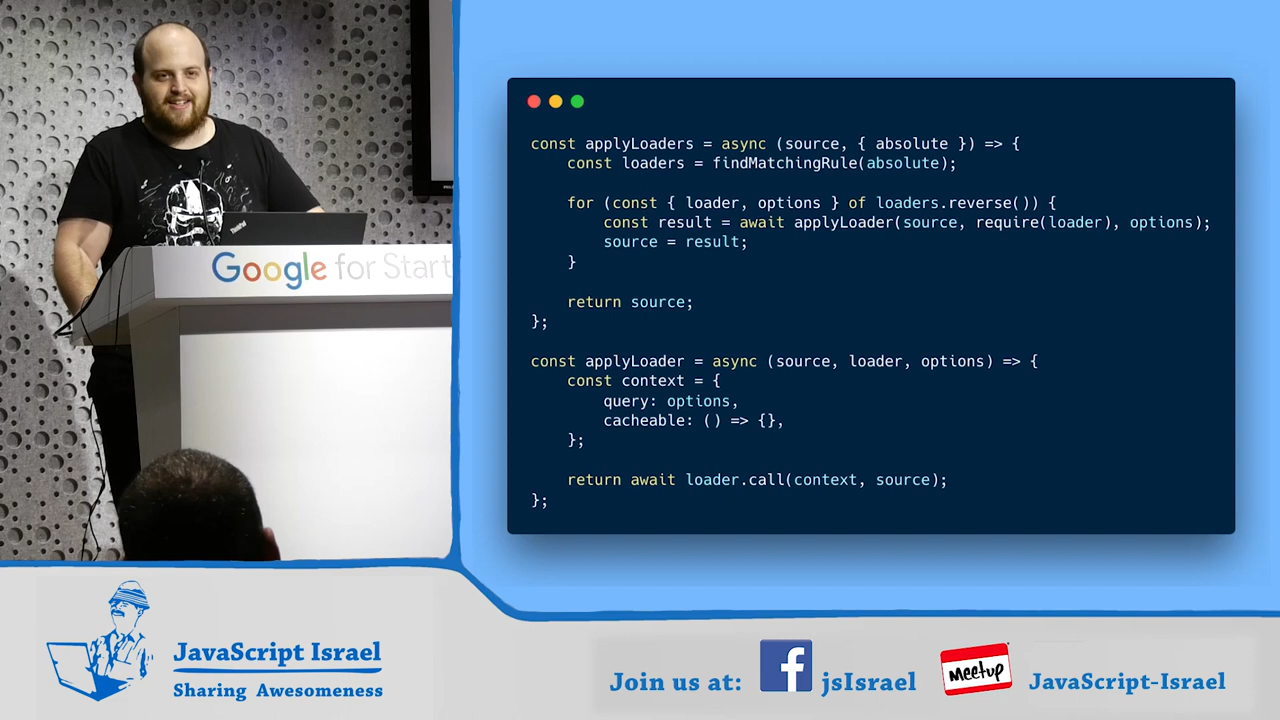 ThinkPad
Google for Start
const applyLoaders = async (source, { absolute }) => {
    const loaders = findMatchingRule(absolute);
    for (const { loader, options } of loaders.reverse()) {
        const result = await applyLoader(source, require(loader), options);
        source = result;
    }
    return source;
};
const applyLoader = async (source, loader, options) => {
    const context = {
        query: options,
        cacheable: () => {},
    };
    return await loader.call(context, source);
};
JavaScript Israel
Sharing Awesomeness
Join us at:
f
jsIsrael
Meetup
JavaScript-Israel